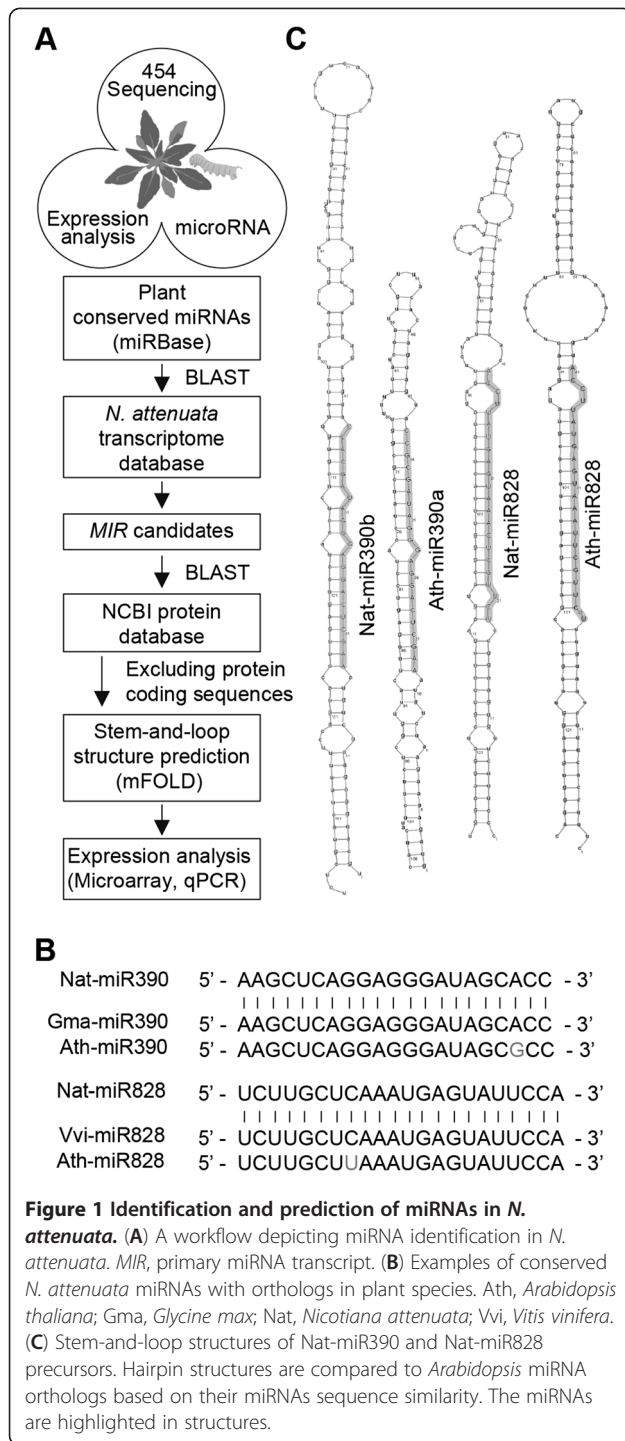 A
454
Sequencing
Expression
analysis
microRNA
Plant
conserved miRNAs
(miRBase)
BLAST
N. attenuata
transcriptome
database
MIR candidates
BLAST
NCBI protein
database
Excluding protein
coding sequences
Stem-and-loop
structure prediction
(mFOLD)
Expression analysis
(Microarray, qPCR)
C
Nat-miR390b
Ath-miR390a
Nat-miR828
Ath-miR828
B
Nat-miR390 5' - AAGCUCAGGAGGGAUAGCACC - 3'
Gma-miR390 5' - AAGCUCAGGAGGGAUAGCACC - 3'
Ath-miR390 5' - AAGCUCAGGAGGGAUAGCGCC - 3'
Nat-miR828 5' - UCUUGCUCAAAUGAGUAUUCCA - 3'
Vvi-miR828 5' - UCUUGCUCAAAUGAGUAUUCCA - 3'
Ath-miR828 5' - UCUUGCUUAAAUGAGUAUUCCA - 3'
Figure 1 Identification and prediction of miRNAs in N.
attenuata. (A) A workflow depicting miRNA identification in N.
attenuata. MIR, primary miRNA transcript. (B) Examples of conserved
N. attenuata miRNAs with orthologs in plant species. Ath, Arabidopsis
thaliana; Gma, Glycine max; Nat, Nicotiana attenuata; Vvi, Vitis vinifera.
(C) Stem-and-loop structures of Nat-miR390 and Nat-miR828
precursors. Hairpin structures are compared to Arabidopsis miRNA
orthologs based on their miRNAs sequence similarity. The miRNAs
are highlighted in structures.